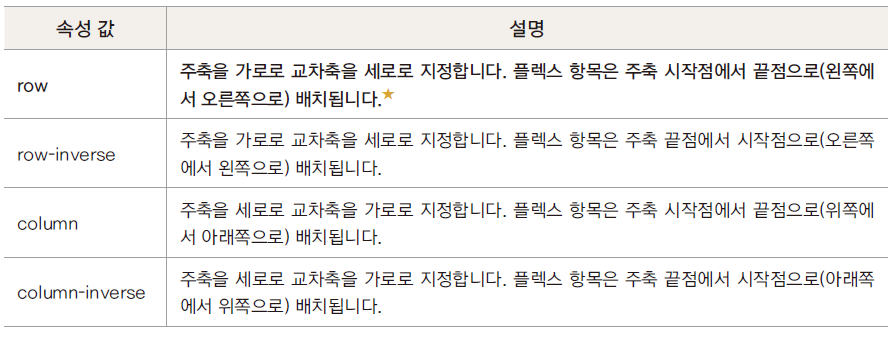 속성 값 설명
row 주축을 가로로 교차축을 세로로 지정합니다. 플렉스 항목은 주축 시작점에서 끝점으로(왼쪽에
서 오른쪽으로) 배치됩니다.★
row-inverse 주축을 가로로 교차축을 세로로 지정합니다. 플렉스 항목은 주축 끝점에서 시작점으로(오른쪽
에서 왼쪽으로) 배치됩니다.
column 주축을 세로로 교차축을 가로로 지정합니다. 플렉스 항목은 주축 시작점에서 끝점으로(위쪽에
서 아래쪽으로) 배치됩니다.
column-inverse 주축을 세로로 교차축을 가로로 지정합니다. 플렉스 항목은 주축 끝점에서 시작점으로(아래쪽
에서 위쪽으로) 배치됩니다.